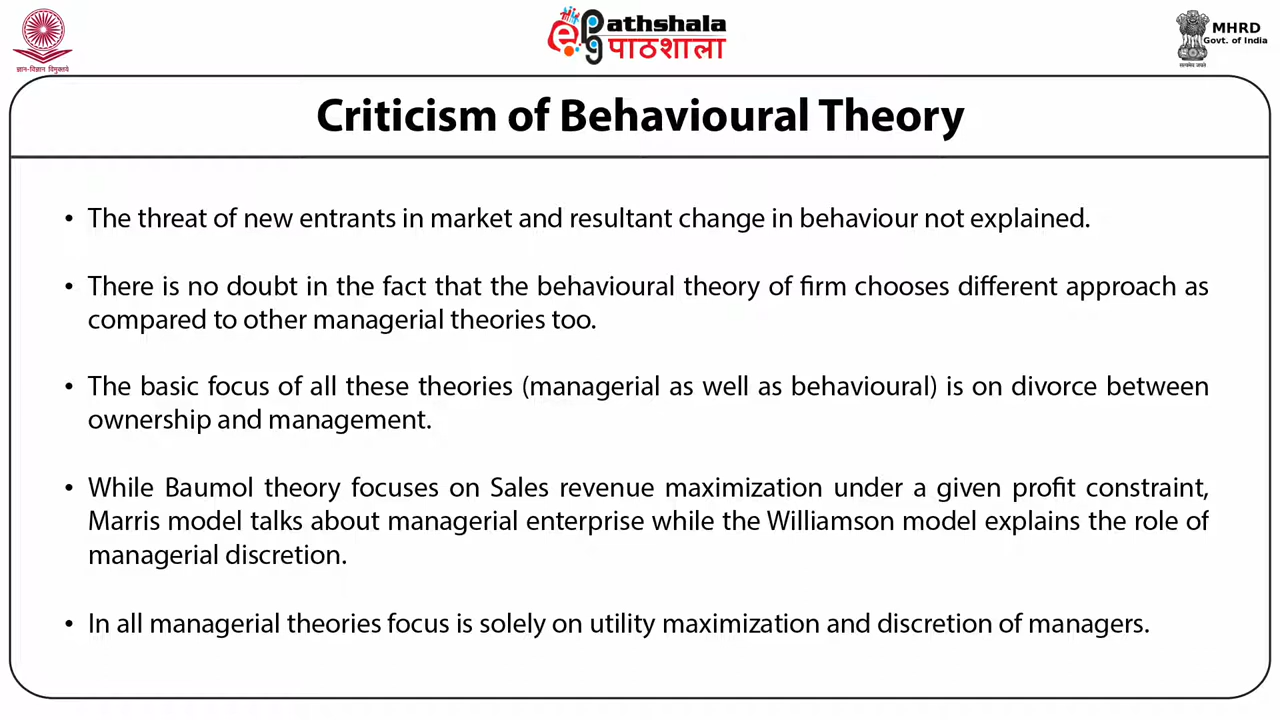 ज्ञान-विज्ञान विमुक्तये
ePathshala
पाठशाला
MHRD
Govt. of India
सत्यमेव जयते
Criticism of Behavioural Theory
• The threat of new entrants in market and resultant change in behaviour not explained.
• There is no doubt in the fact that the behavioural theory of firm chooses different approach as
compared to other managerial theories too.
• The basic focus of all these theories (managerial as well as behavioural) is on divorce between
ownership and management.
• While Baumol theory focuses on Sales revenue maximization under a given profit constraint,
Marris model talks about managerial enterprise while the Williamson model explains the role of
managerial discretion.
• In all managerial theories focus is solely on utility maximization and discretion of managers.